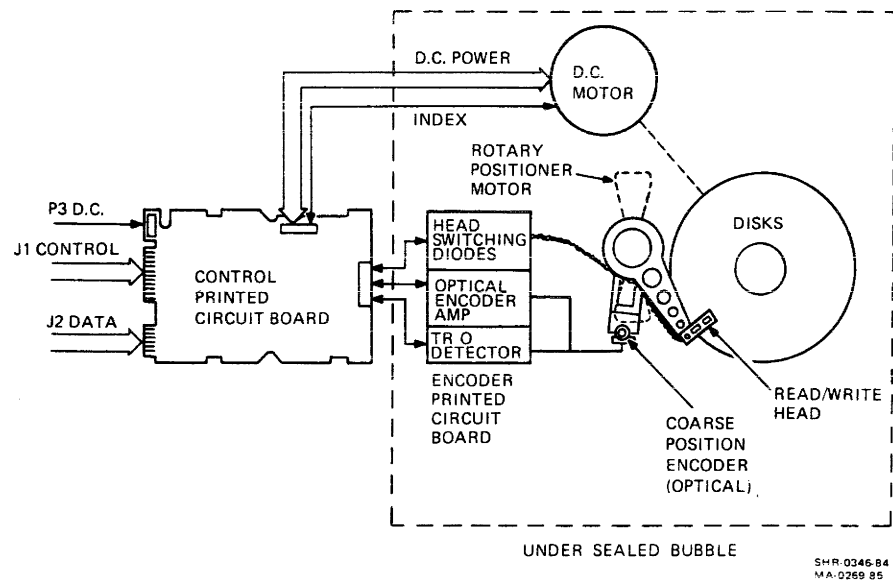 D.C. POWER
D.C.
MOTOR
INDEX
ROTARY
POSITIONER
MOTOR
P3 D.C.
J1 CONTROL
J2 DATA
CONTROL
PRINTED
CIRCUIT BOARD
HEAD
SWITCHING
DIODES
OPTICAL
ENCODER
AMP
TR O
DETECTOR
ENCODER
PRINTED
CIRCUIT
BOARD
DISKS
READ/WRITE
HEAD
COARSE
POSITION
ENCODER
(OPTICAL)
UNDER SEALED BUBBLE
SHR-0346-84
MA-0269-85